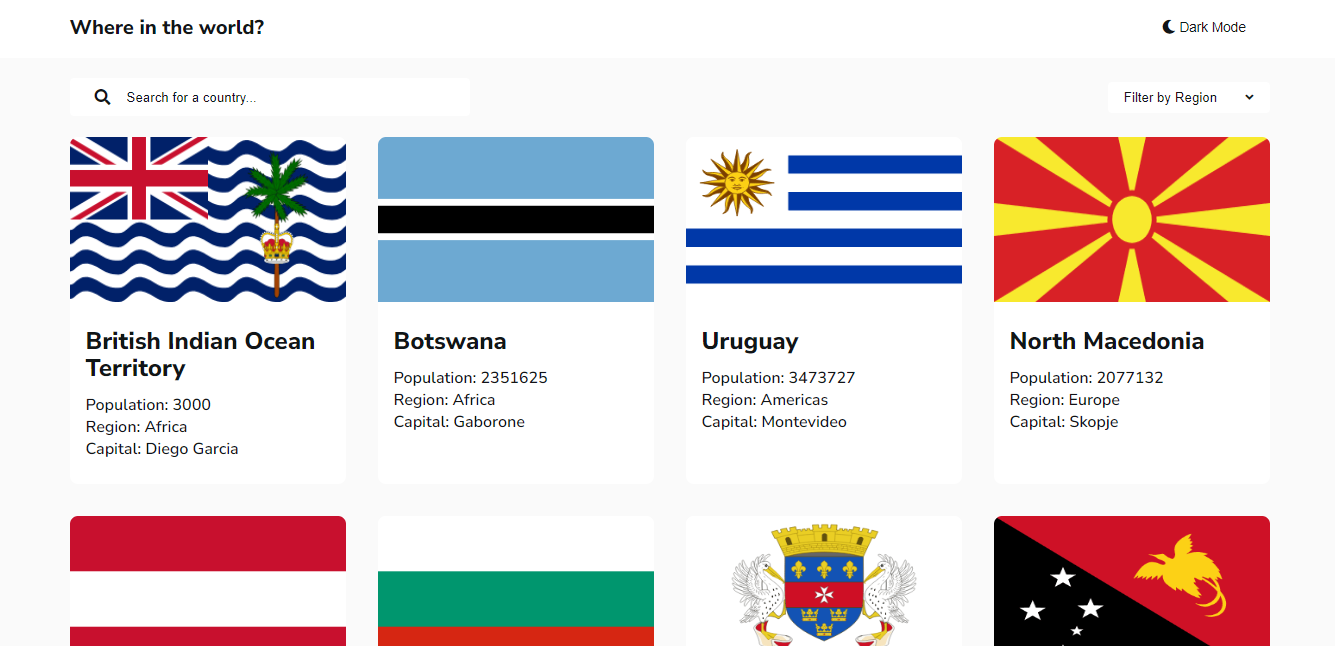 Where in the world?
Dark Mode
Search for a country...
Filter by Region
British Indian Ocean
Territory
Population: 3000
Region: Africa
Capital: Diego Garcia
Botswana
Population: 2351625
Region: Africa
Capital: Gaborone
Uruguay
Population: 3473727
Region: Americas
Capital: Montevideo
North Macedonia
Population: 2077132
Region: Europe
Capital: Skopje